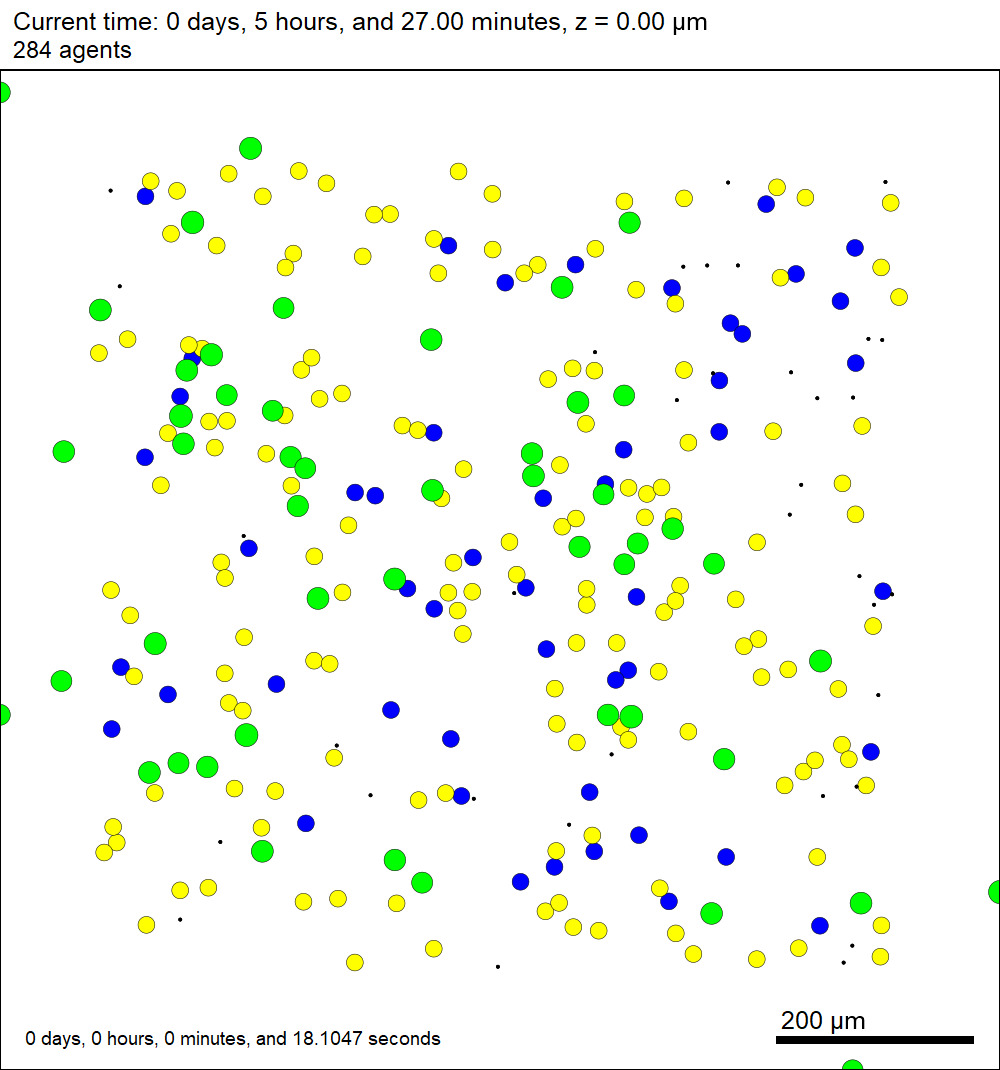 Current time: 0 days, 5 hours, and 27.00 minutes, z = 0.00 µm
284 agents
200 µm
0 days, 0 hours, 0 minutes, and 18.1047 seconds